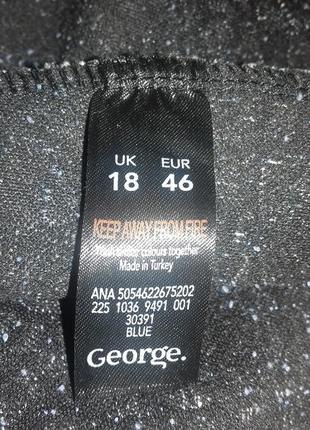 UK EUR
18 46
KEEP AWAY FROM FIRE
similar colours together
Made in Turkey
ANA 5054622675202
225 1036 9491 001
30391
BLUE
George.